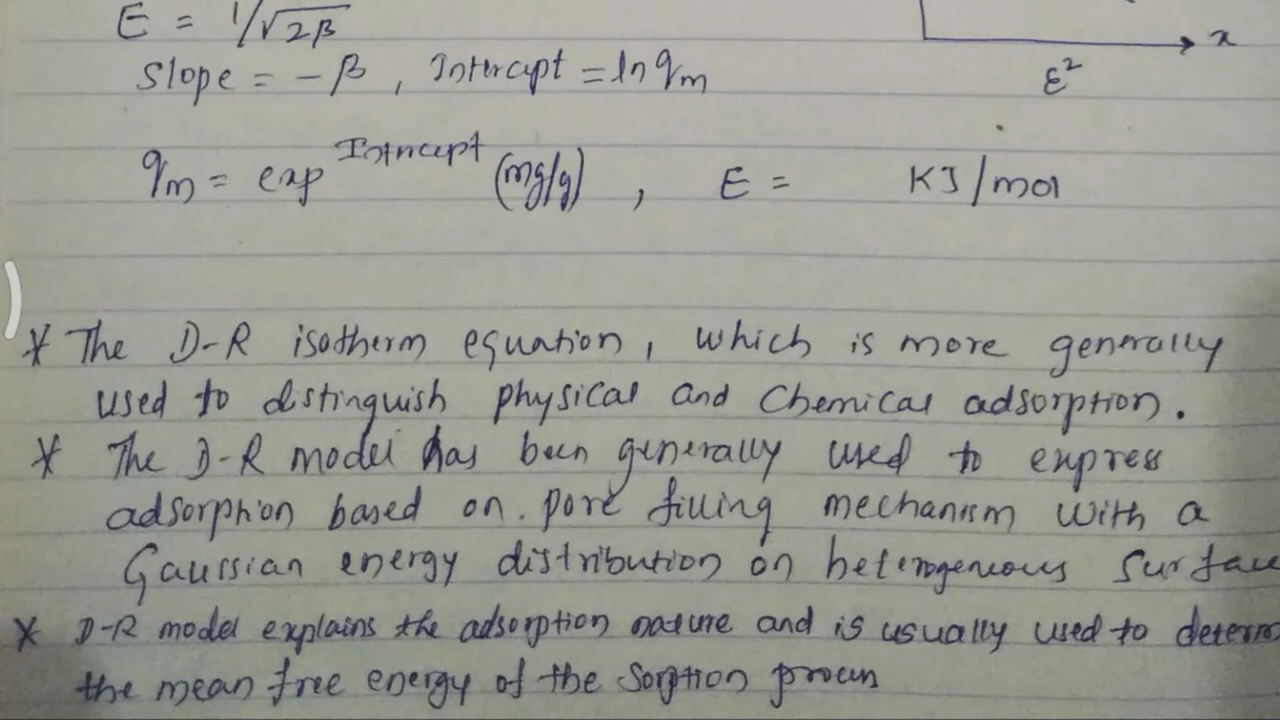 E = 1/√2β
x
Slope = - β , Intercept = ln qm
ε²
qm = exp Intercept (mg/g) , E = KJ/mol
* The D-R isotherm equation, which is more generally
used to distinguish physical and Chemical adsorption.
* The D-R model has been generally used to express
adsorption based on. pore filling mechanism with a
Gaussian energy distribution on heterogeneous Surface
* D-R model explains the adsorption nature and is usually used to determ
the mean free energy of the Sorption process